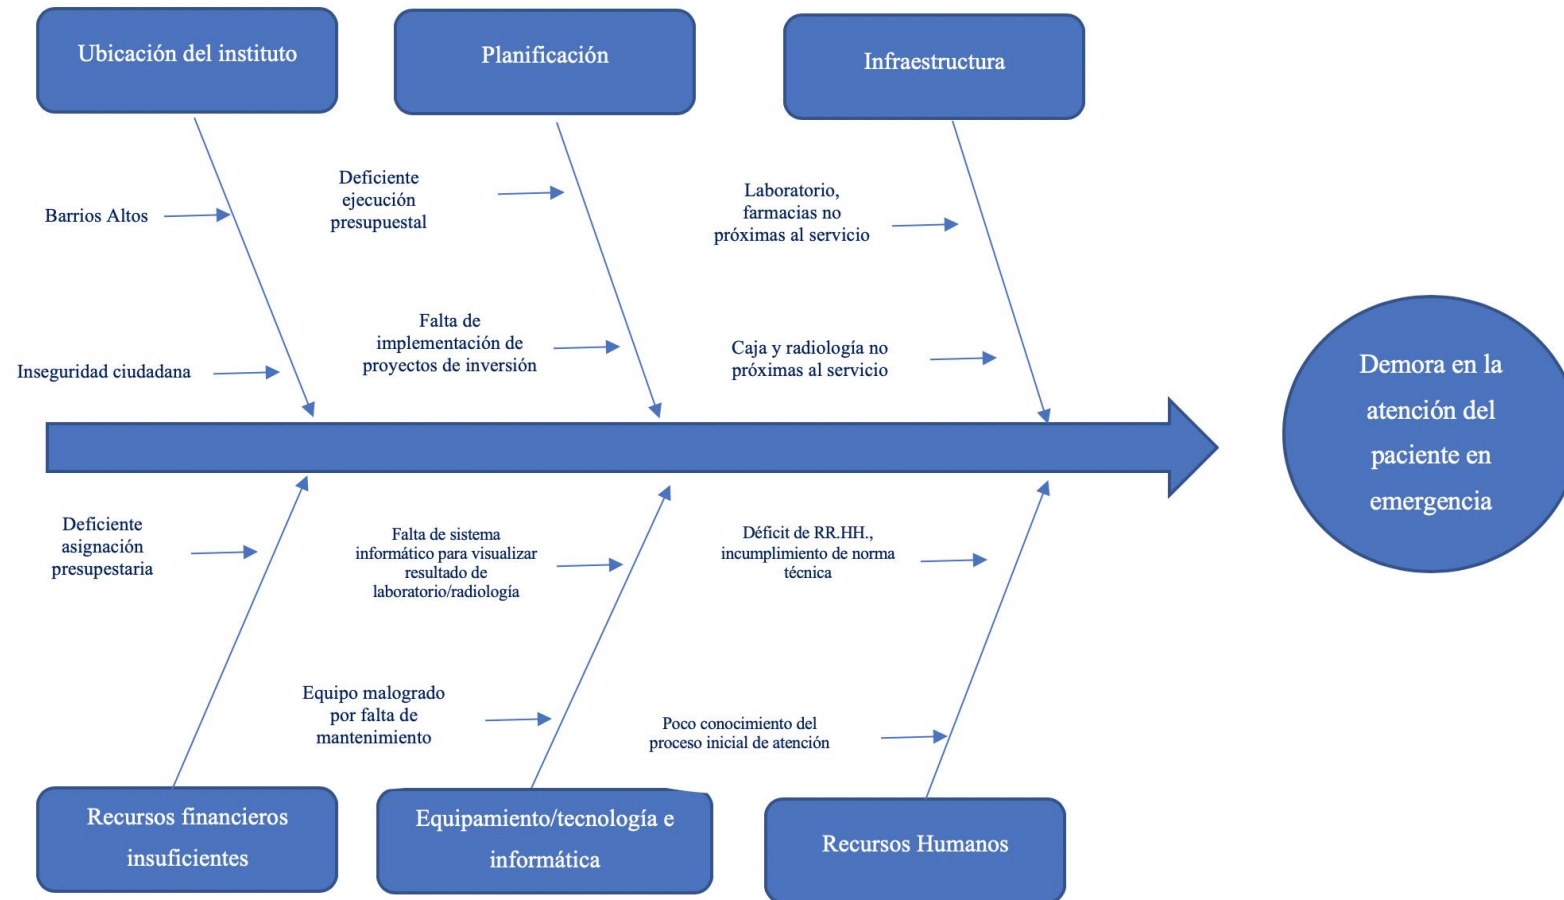 Ubicación del instituto
Planificación
Infraestructura
Barrios Altos
Inseguridad ciudadana
Deficiente
ejecución
presupuestal
Falta de
implementación de
proyectos de inversión
Laboratorio,
farmacias no
próximas al servicio
Caja y radiología no
próximas al servicio
Demora en la
atención del
paciente en
emergencia
Deficiente
asignación
presupestaria
Falta de sistema
informático para visualizar
resultado de
laboratorio/radiología
Equipo malogrado
por falta de
mantenimiento
Déficit de RR.HH.,
incumplimiento de norma
técnica
Poco conocimiento del
proceso inicial de atención
Recursos financieros
insuficientes
Equipamiento/tecnología e
informática
Recursos Humanos